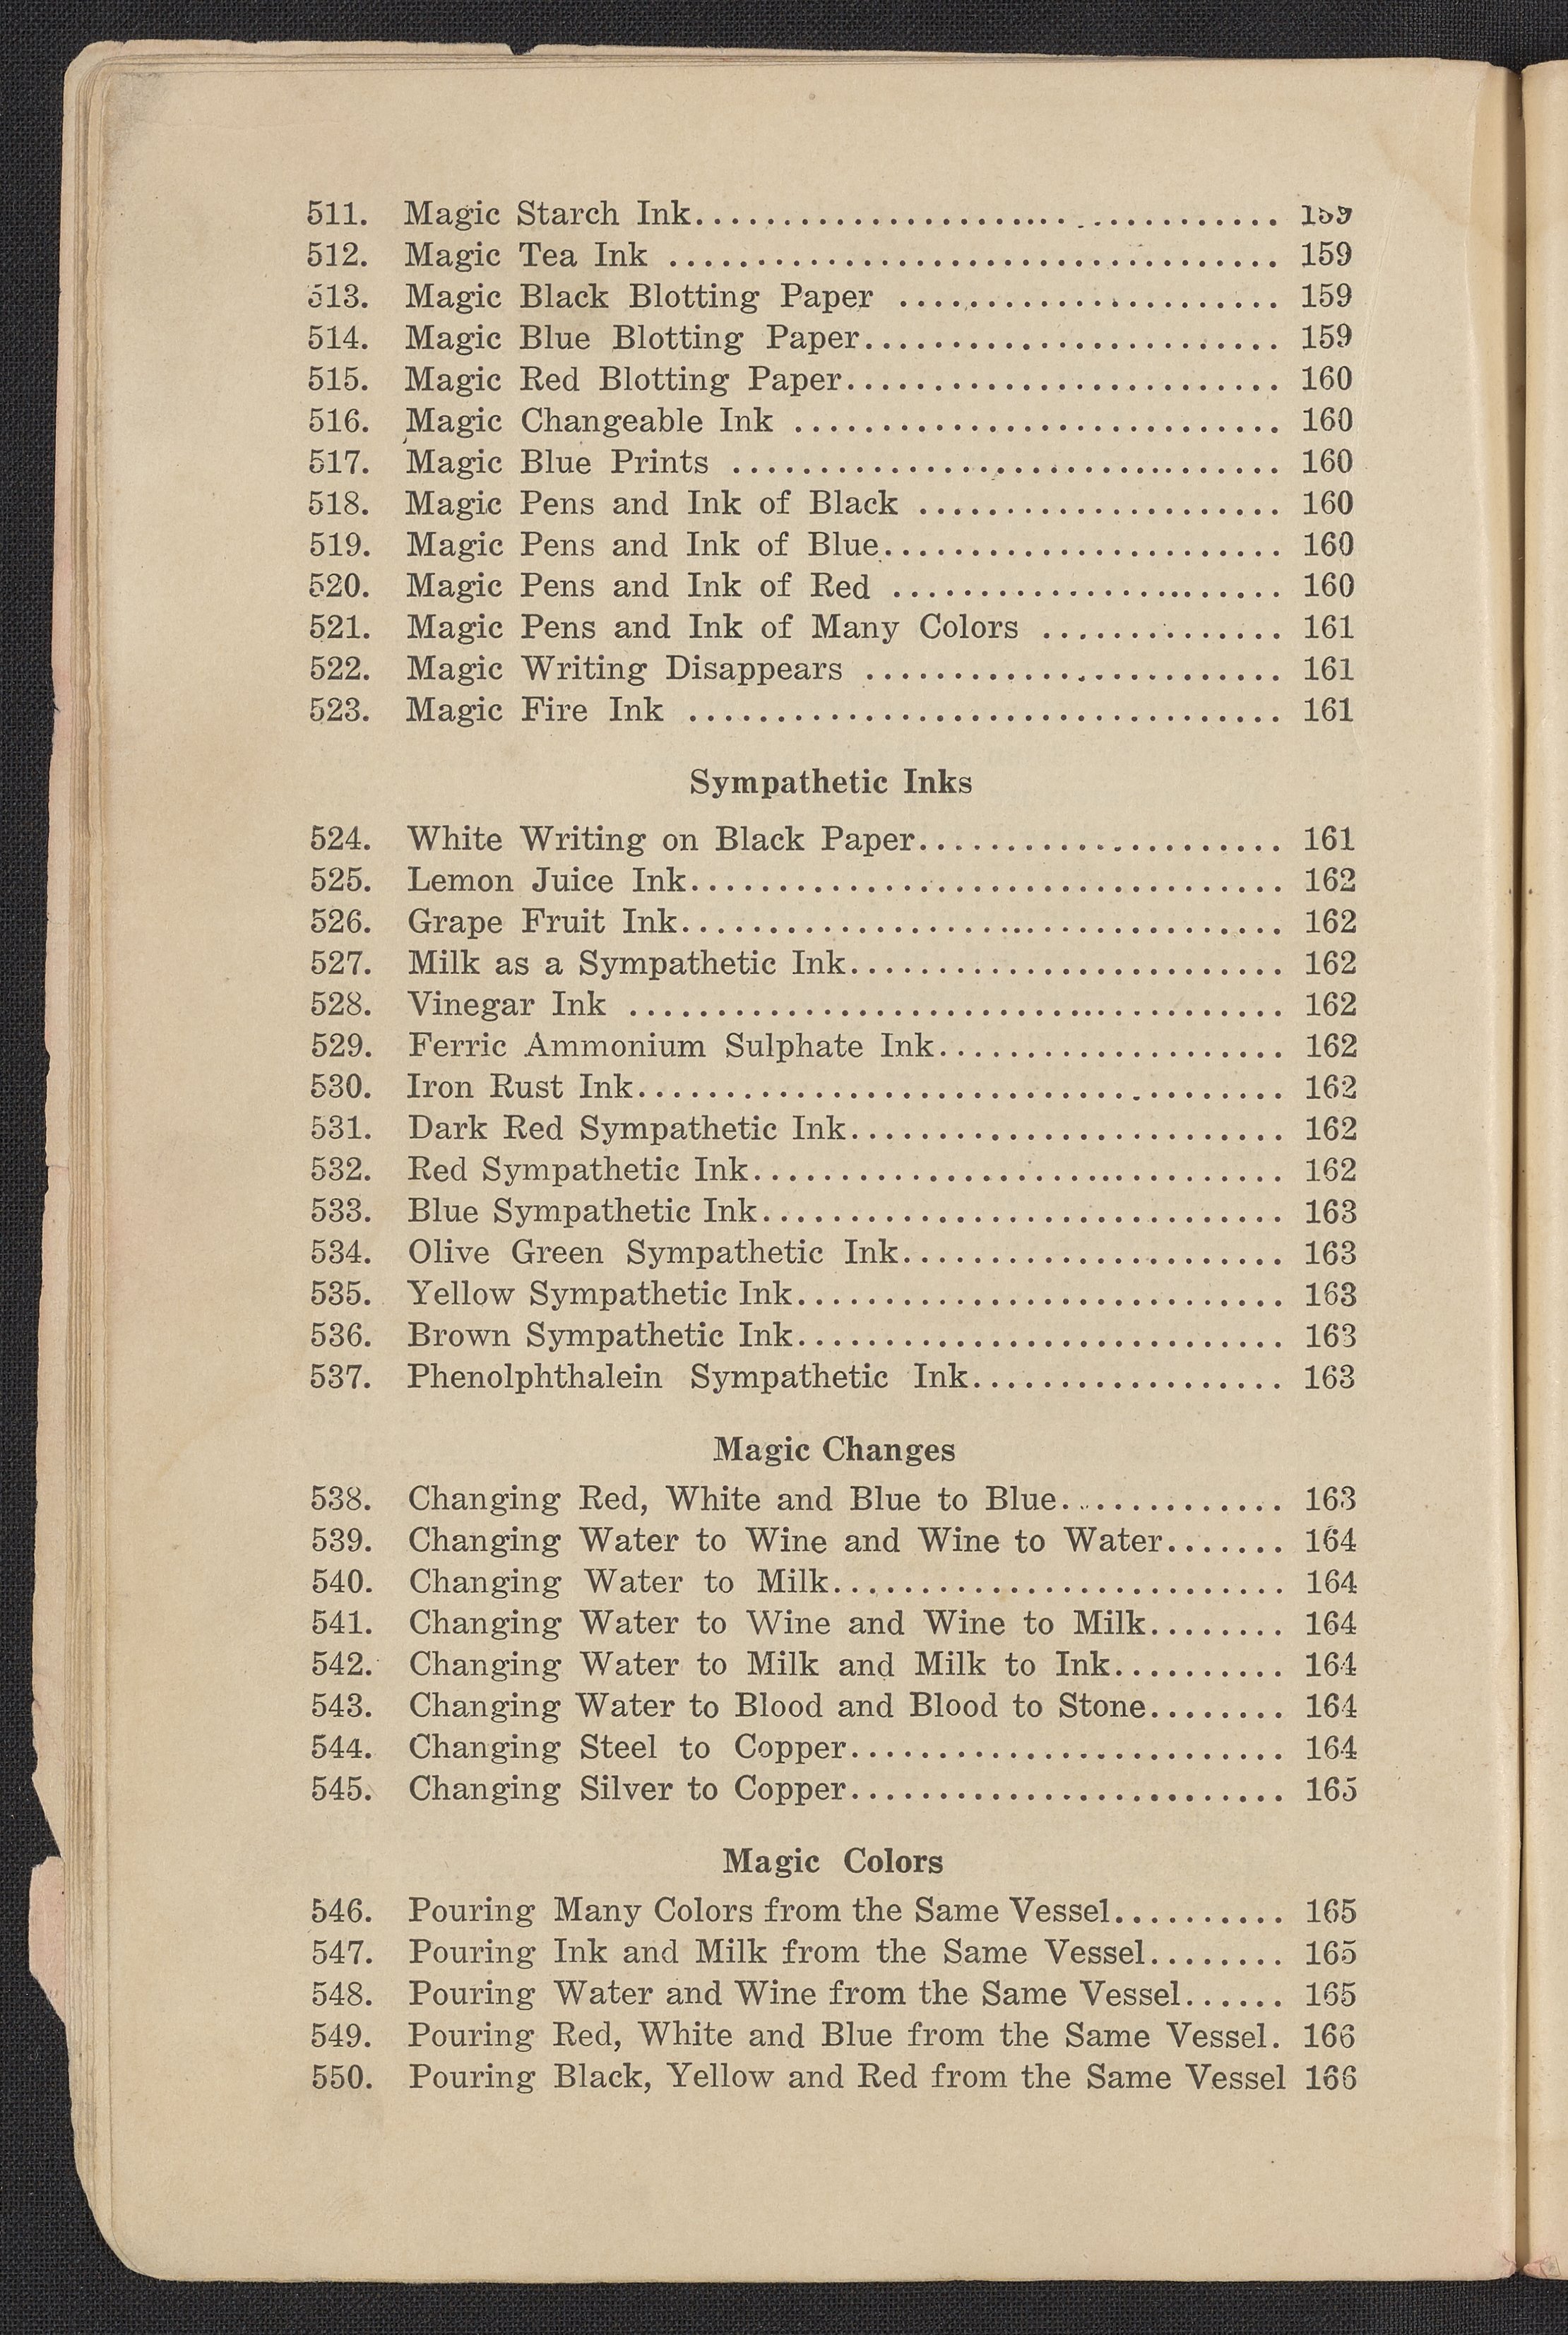 511. Magic Starch Ink.................................. 159
512. Magic Tea Ink ................................... 159
513. Magic Black Blotting Paper ...................... 159
514. Magic Blue Blotting Paper........................ 159
515. Magic Red Blotting Paper......................... 160
516. Magic Changeable Ink ............................ 160
517. Magic Blue Prints ............................... 160
518. Magic Pens and Ink of Black ..................... 160
519. Magic Pens and Ink of Blue....................... 160
520. Magic Pens and Ink of Red ....................... 160
521. Magic Pens and Ink of Many Colors .............. 161
522. Magic Writing Disappears ........................ 161
523. Magic Fire Ink .................................. 161
Sympathetic Inks
524. White Writing on Black Paper..................... 161
525. Lemon Juice Ink.................................. 162
526. Grape Fruit Ink.................................. 162
527. Milk as a Sympathetic Ink......................... 162
528. Vinegar Ink ..................................... 162
529. Ferric Ammonium Sulphate Ink.................... 162
530. Iron Rust Ink..................................... 162
531. Dark Red Sympathetic Ink......................... 162
532. Red Sympathetic Ink.............................. 162
533. Blue Sympathetic Ink.............................. 163
534. Olive Green Sympathetic Ink...................... 163
535. Yellow Sympathetic Ink............................ 163
536. Brown Sympathetic Ink............................ 163
537. Phenolphthalein Sympathetic Ink.................. 163
Magic Changes
538. Changing Red, White and Blue to Blue............. 163
539. Changing Water to Wine and Wine to Water....... 164
540. Changing Water to Milk.......................... 164
541. Changing Water to Wine and Wine to Milk........ 164
542. Changing Water to Milk and Milk to Ink.......... 164
543. Changing Water to Blood and Blood to Stone........ 164
544. Changing Steel to Copper......................... 164
545. Changing Silver to Copper......................... 165
Magic Colors
546. Pouring Many Colors from the Same Vessel.......... 165
547. Pouring Ink and Milk from the Same Vessel........ 165
548. Pouring Water and Wine from the Same Vessel...... 165
549. Pouring Red, White and Blue from the Same Vessel. 166
550. Pouring Black, Yellow and Red from the Same Vessel 166